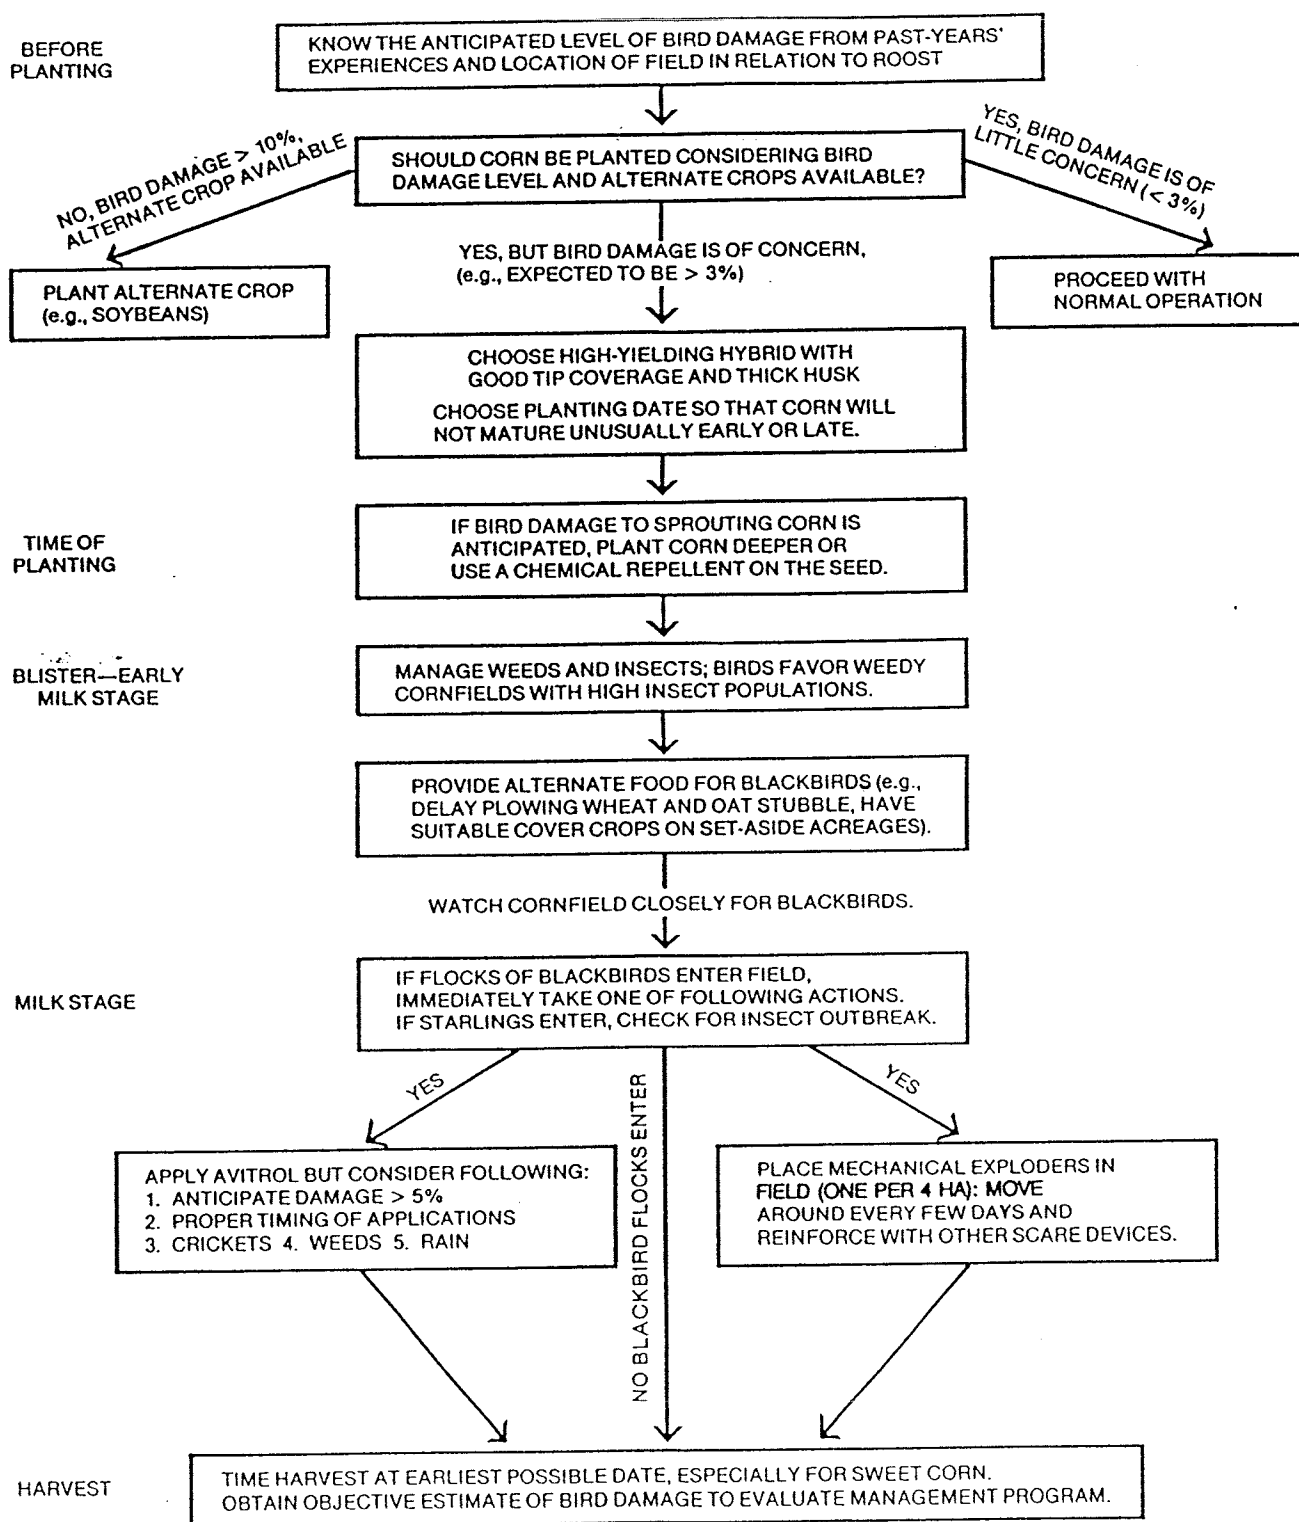 BEFORE
PLANTING
KNOW THE ANTICIPATED LEVEL OF BIRD DAMAGE FROM PAST-YEARS'
EXPERIENCES AND LOCATION OF FIELD IN RELATION TO ROOST
NO, BIRD DAMAGE > 10%,
ALTERNATE CROP AVAILABLE
SHOULD CORN BE PLANTED CONSIDERING BIRD
DAMAGE LEVEL AND ALTERNATE CROPS AVAILABLE?
YES, BIRD DAMAGE IS OF
LITTLE CONCERN (< 3%)
YES, BUT BIRD DAMAGE IS OF CONCERN,
(e.g., EXPECTED TO BE > 3%)
PLANT ALTERNATE CROP
(e.g., SOYBEANS)
PROCEED WITH
NORMAL OPERATION
CHOOSE HIGH-YIELDING HYBRID WITH
GOOD TIP COVERAGE AND THICK HUSK
CHOOSE PLANTING DATE SO THAT CORN WILL
NOT MATURE UNUSUALLY EARLY OR LATE.
TIME OF
PLANTING
IF BIRD DAMAGE TO SPROUTING CORN IS
ANTICIPATED, PLANT CORN DEEPER OR
USE A CHEMICAL REPELLENT ON THE SEED.
BLISTER—EARLY
MILK STAGE
MANAGE WEEDS AND INSECTS; BIRDS FAVOR WEEDY
CORNFIELDS WITH HIGH INSECT POPULATIONS.
PROVIDE ALTERNATE FOOD FOR BLACKBIRDS (e.g.,
DELAY PLOWING WHEAT AND OAT STUBBLE, HAVE
SUITABLE COVER CROPS ON SET-ASIDE ACREAGES).
WATCH CORNFIELD CLOSELY FOR BLACKBIRDS.
MILK STAGE
IF FLOCKS OF BLACKBIRDS ENTER FIELD,
IMMEDIATELY TAKE ONE OF FOLLOWING ACTIONS.
IF STARLINGS ENTER, CHECK FOR INSECT OUTBREAK.
YES
NO BLACKBIRD FLOCKS ENTER
YES
APPLY AVITROL BUT CONSIDER FOLLOWING:
1. ANTICIPATE DAMAGE > 5%
2. PROPER TIMING OF APPLICATIONS
3. CRICKETS 4. WEEDS 5. RAIN
PLACE MECHANICAL EXPLODERS IN
FIELD (ONE PER 4 HA): MOVE
AROUND EVERY FEW DAYS AND
REINFORCE WITH OTHER SCARE DEVICES.
HARVEST
TIME HARVEST AT EARLIEST POSSIBLE DATE, ESPECIALLY FOR SWEET CORN.
OBTAIN OBJECTIVE ESTIMATE OF BIRD DAMAGE TO EVALUATE MANAGEMENT PROGRAM.